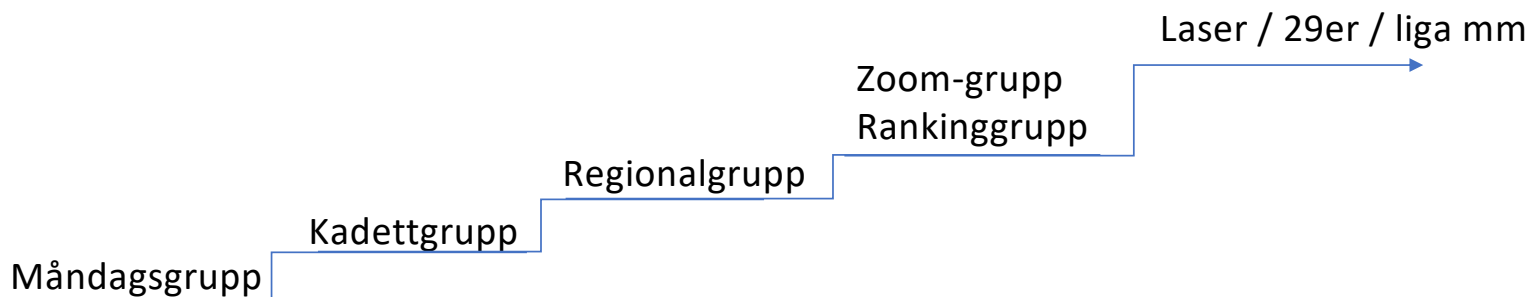 Laser / 29er / liga mm
Zoom-grupp
Rankinggrupp
Regionalgrupp
Kadettgrupp
Måndagsgrupp